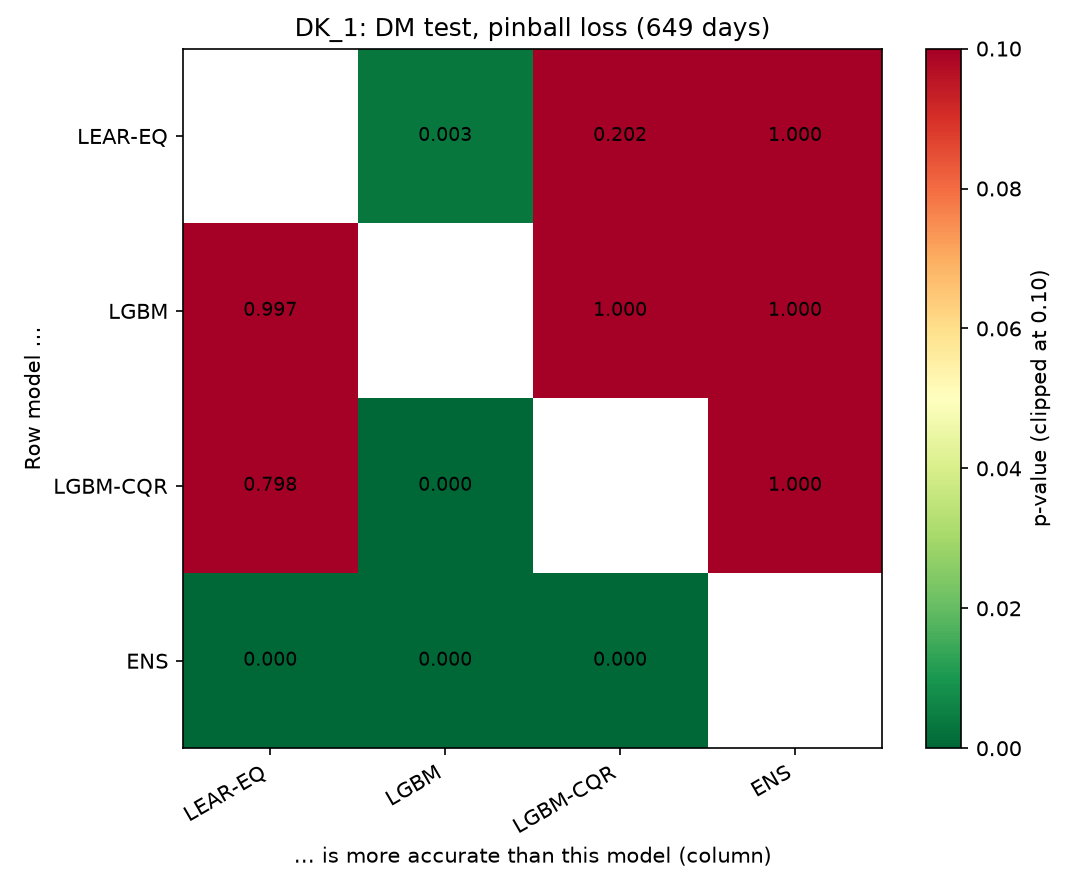 DK_1: DM test, pinball loss (649 days)
LEAR-EQ
0.003
0.202
1.000
LGBM
0.997
1.000
1.000
LGBM-CQR
0.798
0.000
1.000
ENS
0.000
0.000
0.000
Row model ...
LEAR-EQ
LGBM
LGBM-CQR
ENS
... is more accurate than this model (column)
0.10
0.08
0.06
0.04
0.02
0.00
p-value (clipped at 0.10)